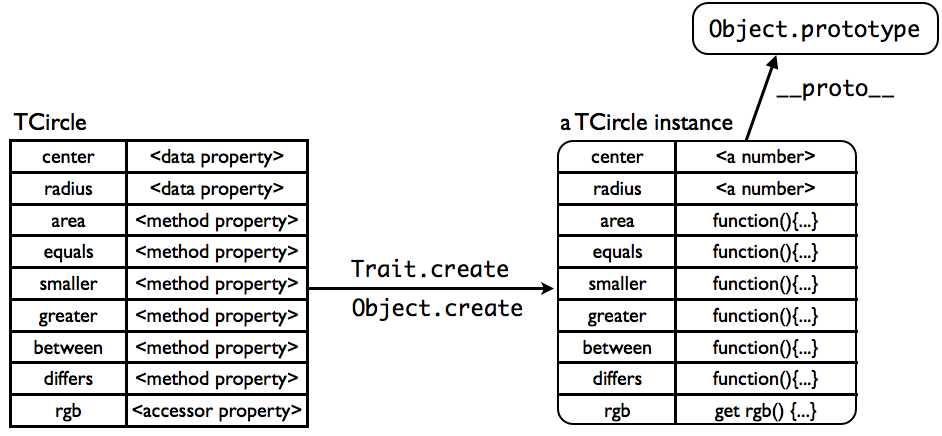 Object.prototype
__proto__
TCircle
a TCircle instance
center <data property>
radius <data property>
area <method property>
equals <method property>
smaller <method property>
greater <method property>
between <method property>
differs <method property>
rgb <accessor property>
Trait.create
Object.create
center <a number>
radius <a number>
area function(){...}
equals function(){...}
smaller function(){...}
greater function(){...}
between function(){...}
differs function(){...}
rgb get rgb() {...}